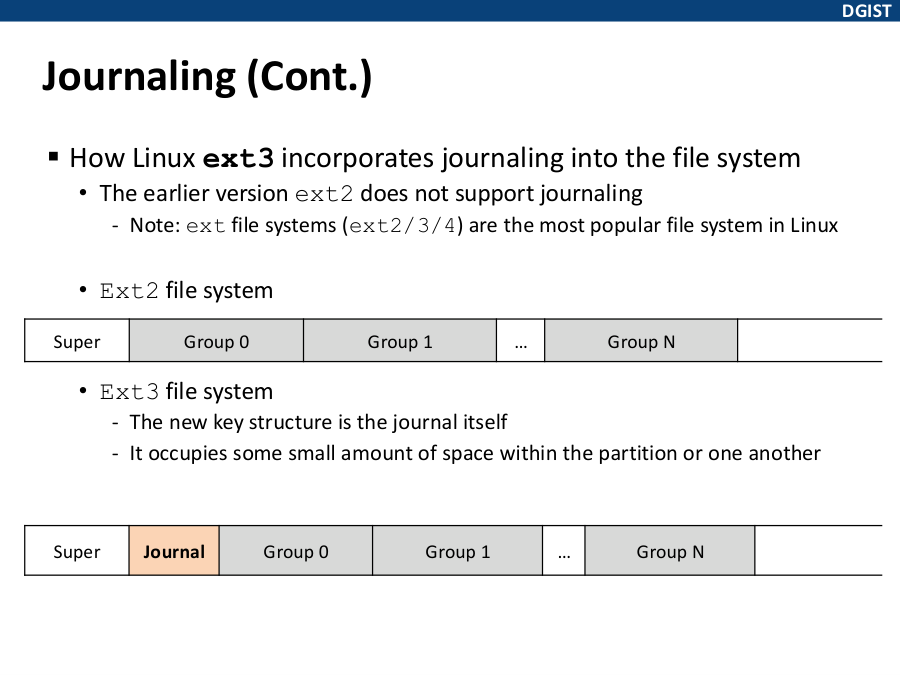 DGIST
Journaling (Cont.)
▪ How Linux ext3 incorporates journaling into the file system
• The earlier version ext2 does not support journaling
- Note: ext file systems (ext2/3/4) are the most popular file system in Linux
• Ext2 file system
Super Group 0 Group 1 … Group N
• Ext3 file system
- The new key structure is the journal itself
- It occupies some small amount of space within the partition or one another
Super Journal Group 0 Group 1 … Group N